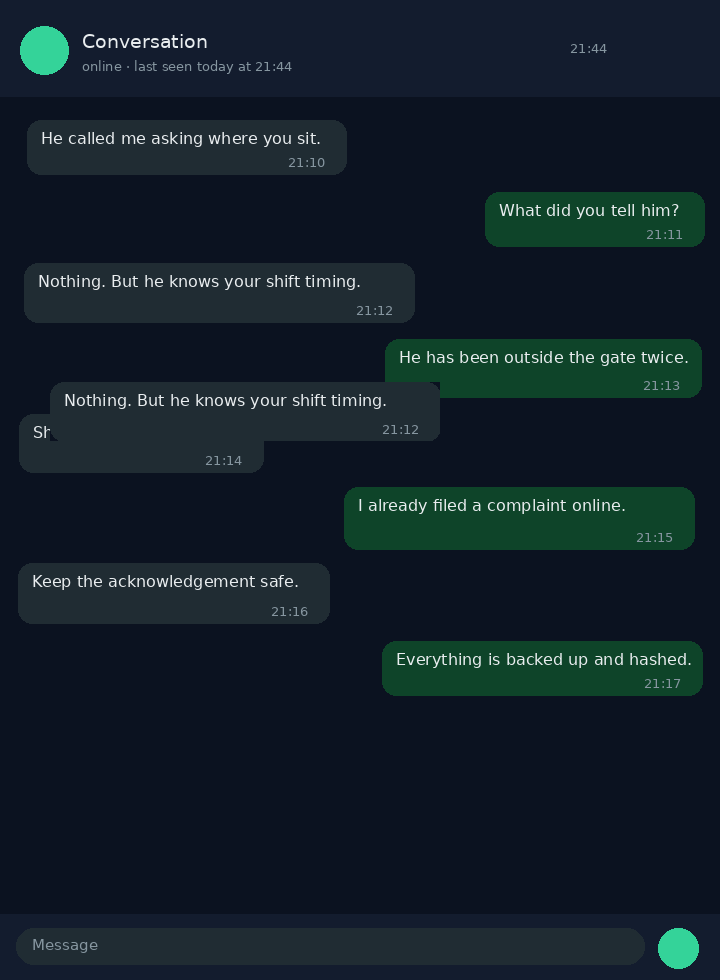 Conversation
online · last seen today at 21:44
21:44
He called me asking where you sit.
21:10
What did you tell him?
21:11
Nothing. But he knows your shift timing.
21:12
He has been outside the gate twice.
21:13
Nothing. But he knows your shift timing.
21:12
21:14
I already filed a complaint online.
21:15
Keep the acknowledgement safe.
21:16
Everything is backed up and hashed.
21:17
Message